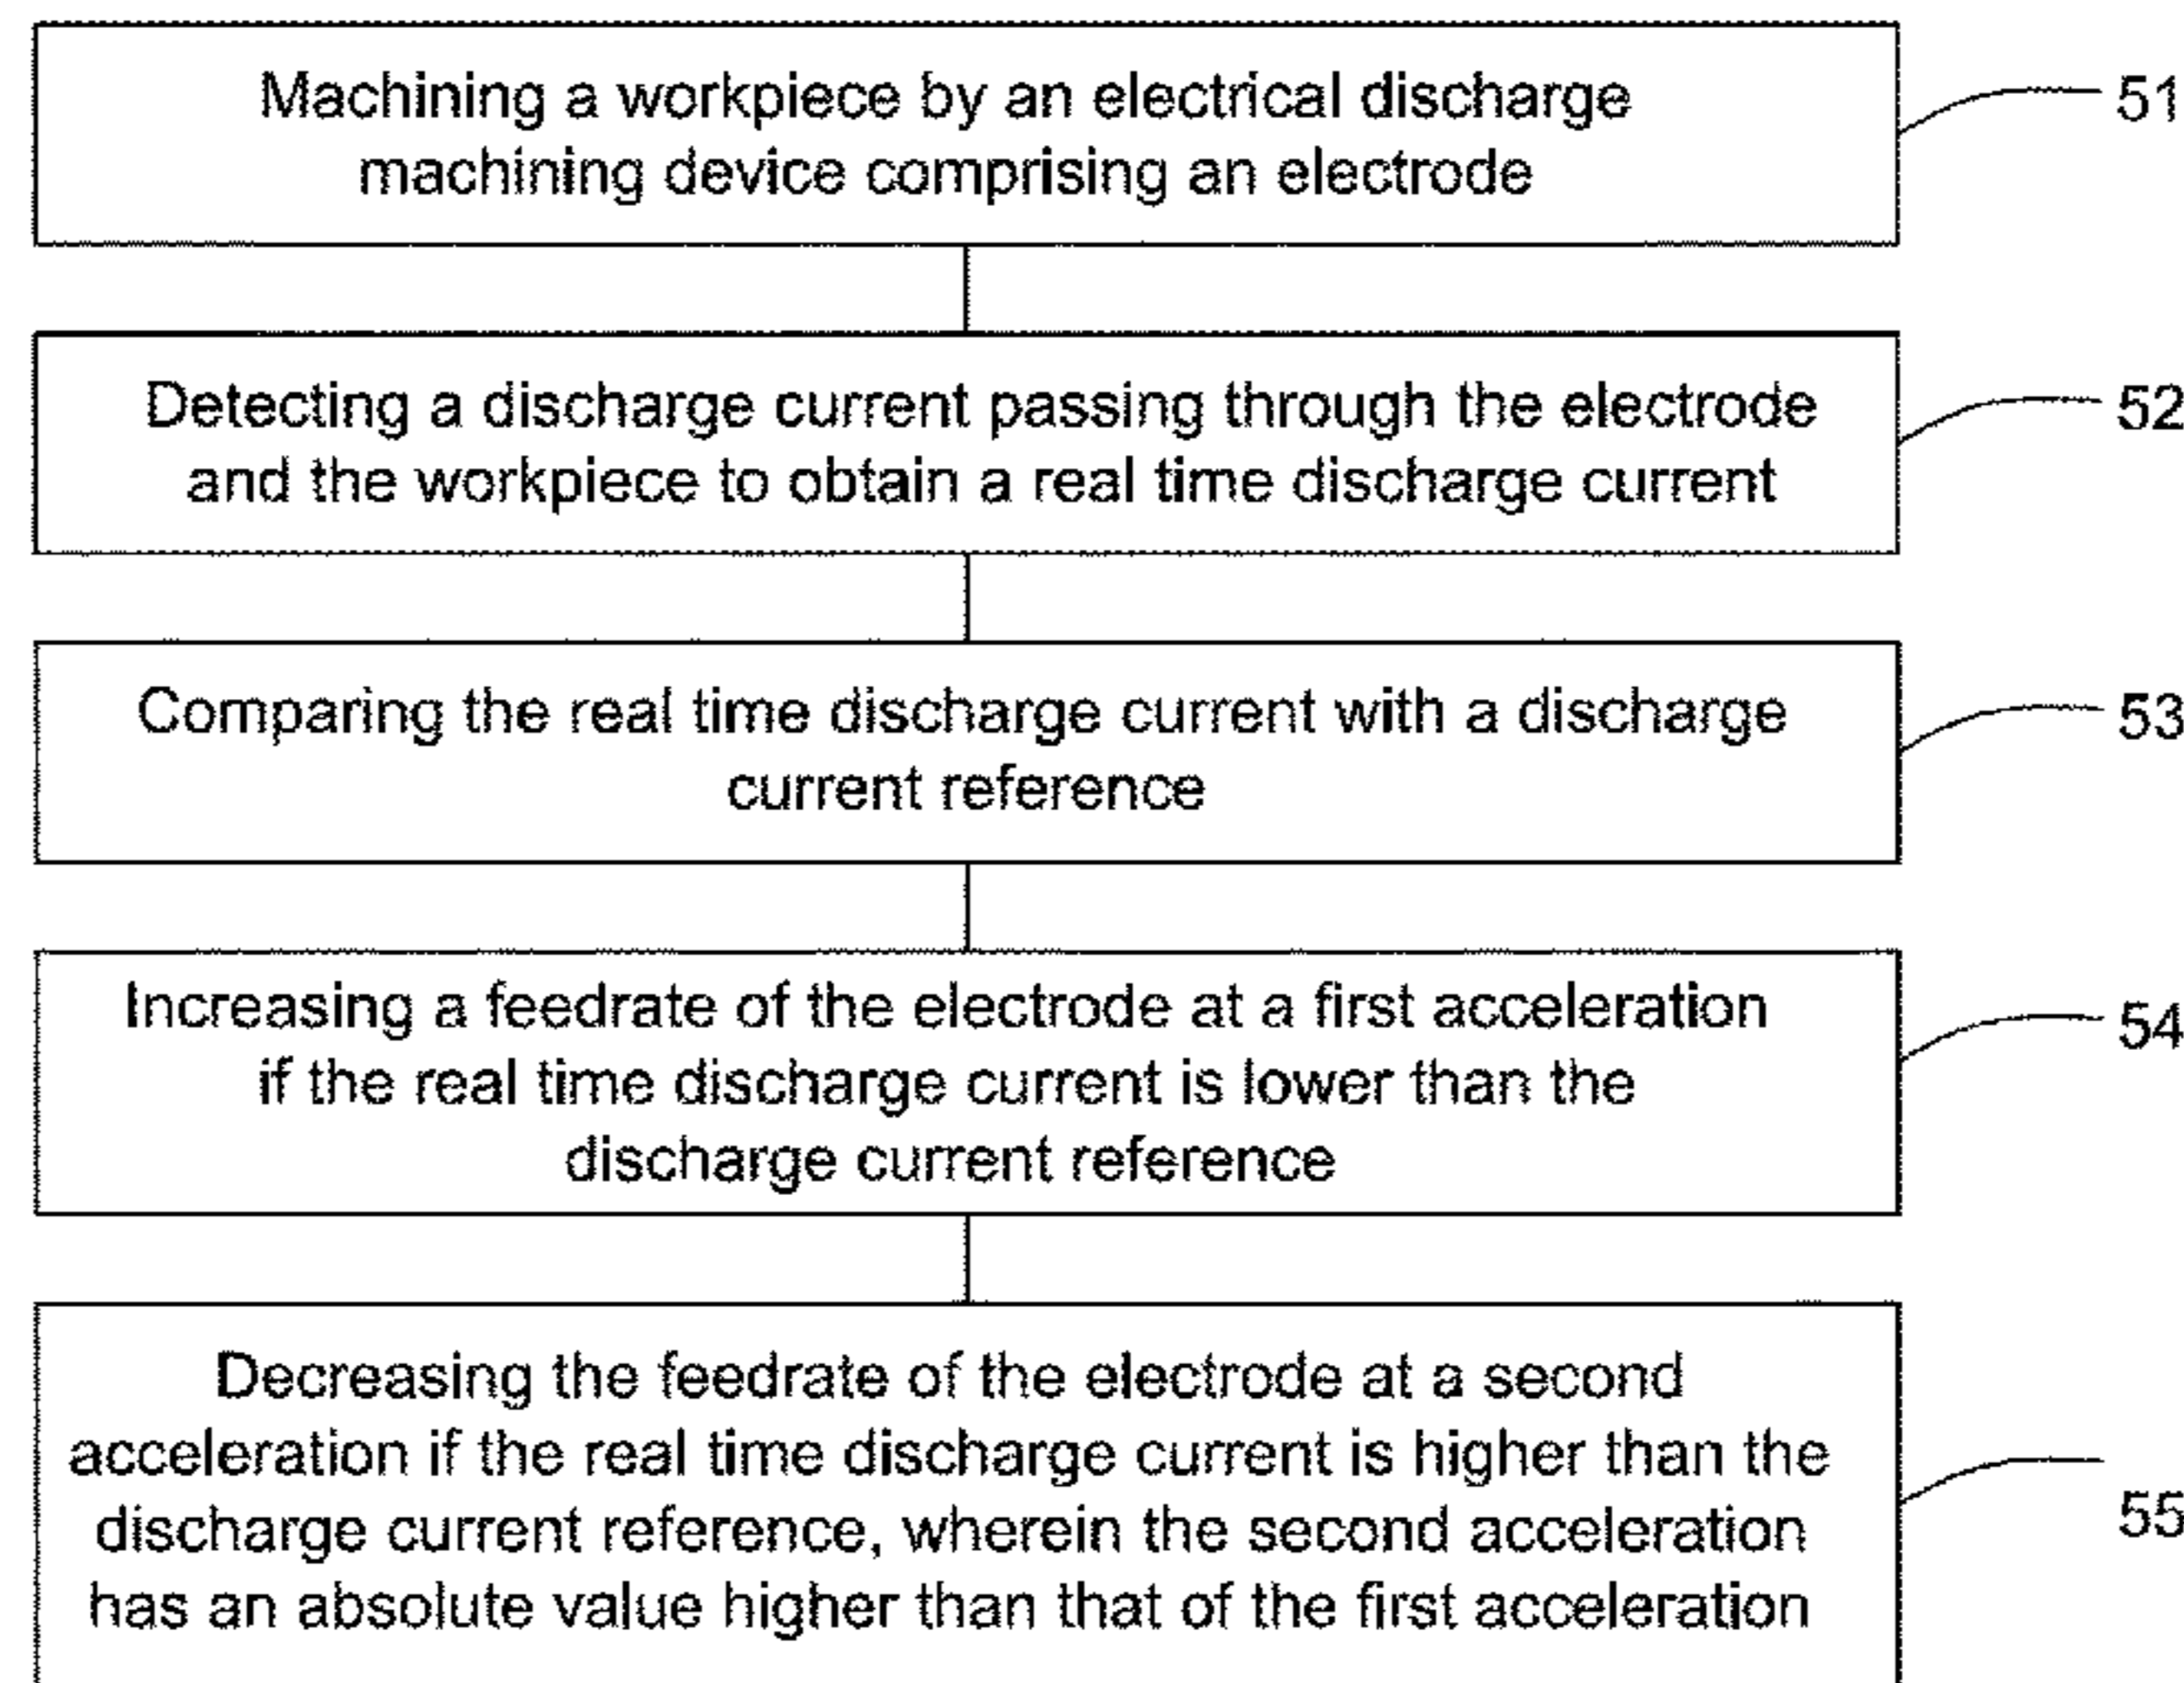 Machining a workpiece by an electrical discharge
machining device comprising an electrode
51
Detecting a discharge current passing through the electrode
and the workpiece to obtain a real time discharge current
52
Comparing the real time discharge current with a discharge
current reference
53
Increasing a feedrate of the electrode at a first acceleration
if the real time discharge current is lower than the
discharge current reference
54
Decreasing the feedrate of the electrode at a second
acceleration if the real time discharge current is higher than the
discharge current reference, wherein the second acceleration
has an absolute value higher than that of the first acceleration
55